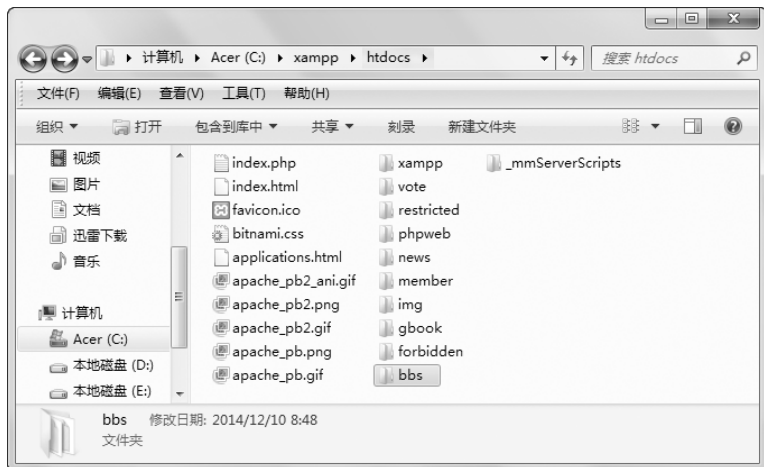 计算机 Acer (C:) xampp htdocs 搜索 htdocs
文件(F) 编辑(E) 查看(V) 工具(T) 帮助(H)
组织 打开 包含到库中 共享 刻录 新建文件夹
视频
图片
文档
迅雷下载
音乐
计算机
Acer (C:)
本地磁盘 (D:)
本地磁盘 (E:)
index.php
index.html
favicon.ico
bitnami.css
applications.html
apache_pb2_ani.gif
apache_pb2.png
apache_pb2.gif
apache_pb.png
apache_pb.gif
xampp
vote
restricted
phpweb
news
member
img
gbook
forbidden
bbs
_mmServerScripts
bbs 修改日期: 2014/12/10 8:48
文件夹